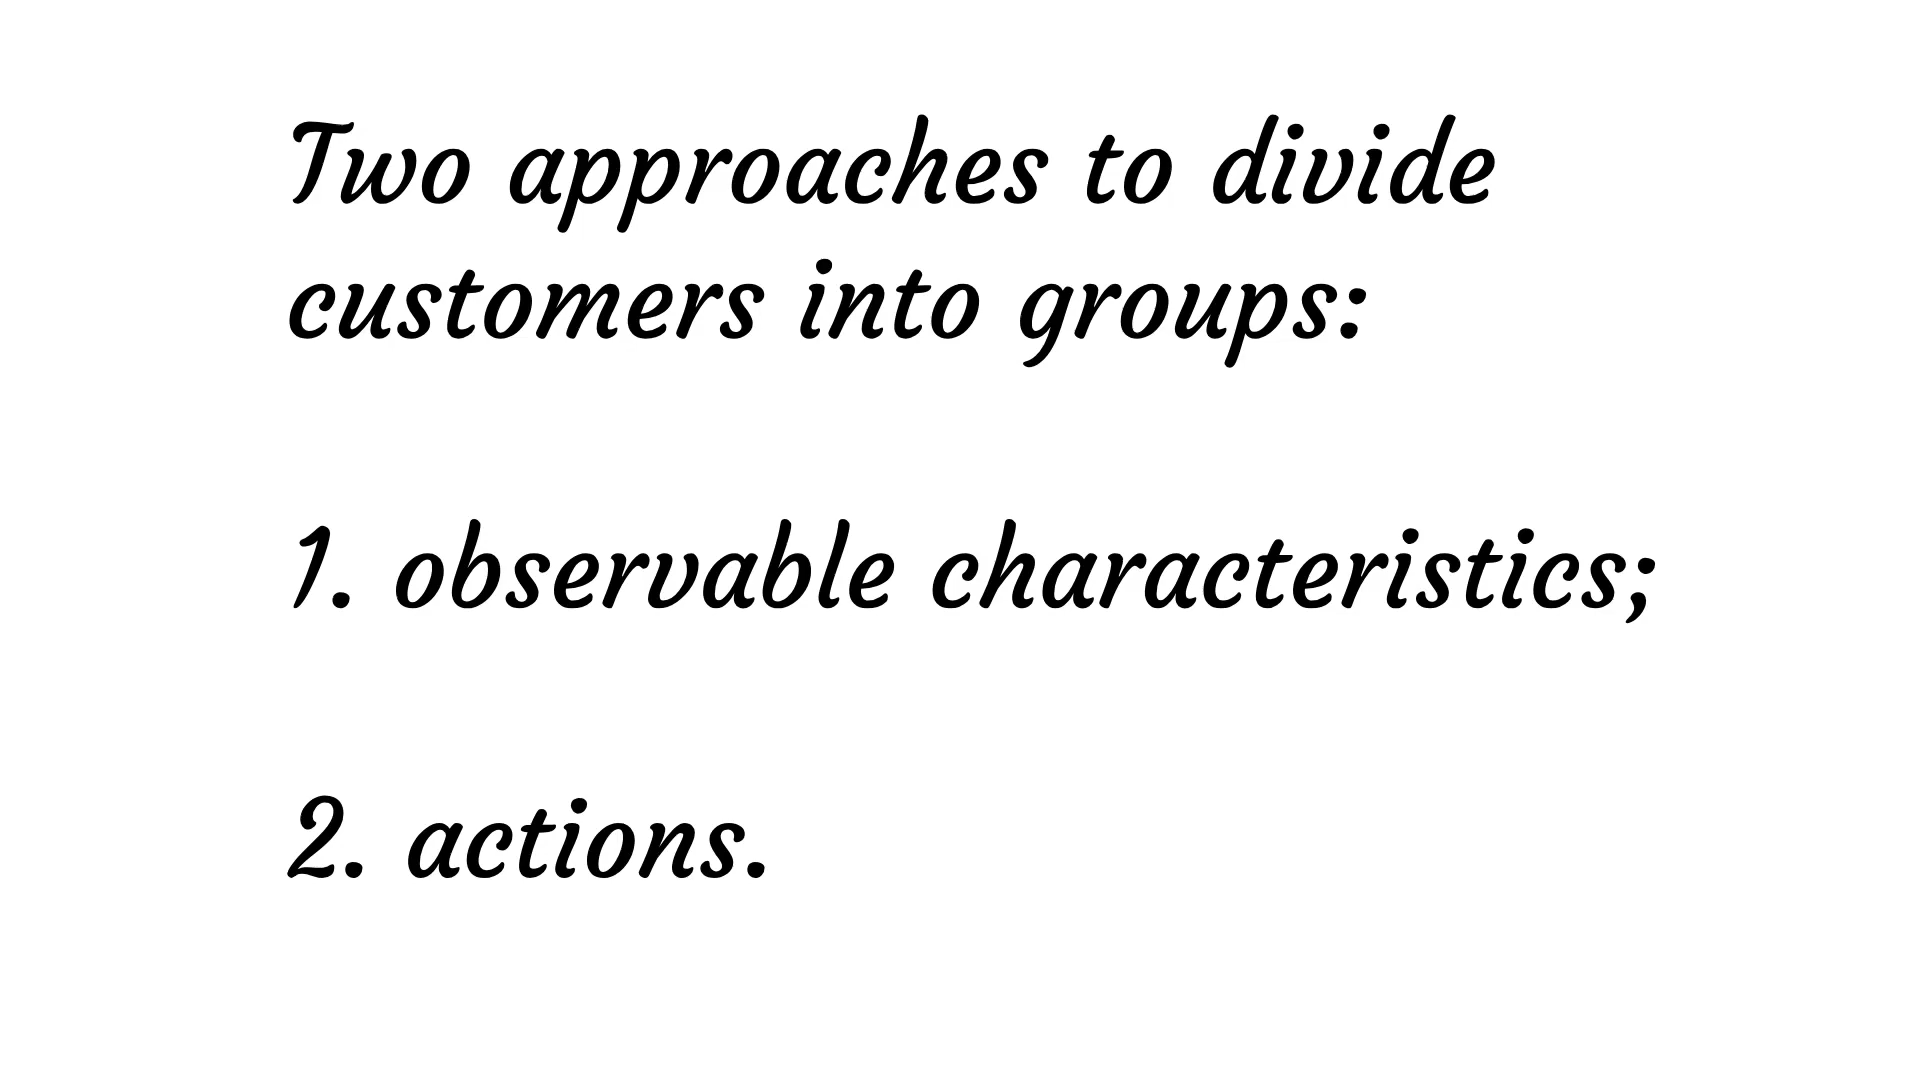 Two approaches to divide
customers into groups:
1. observable characteristics;
2. actions.